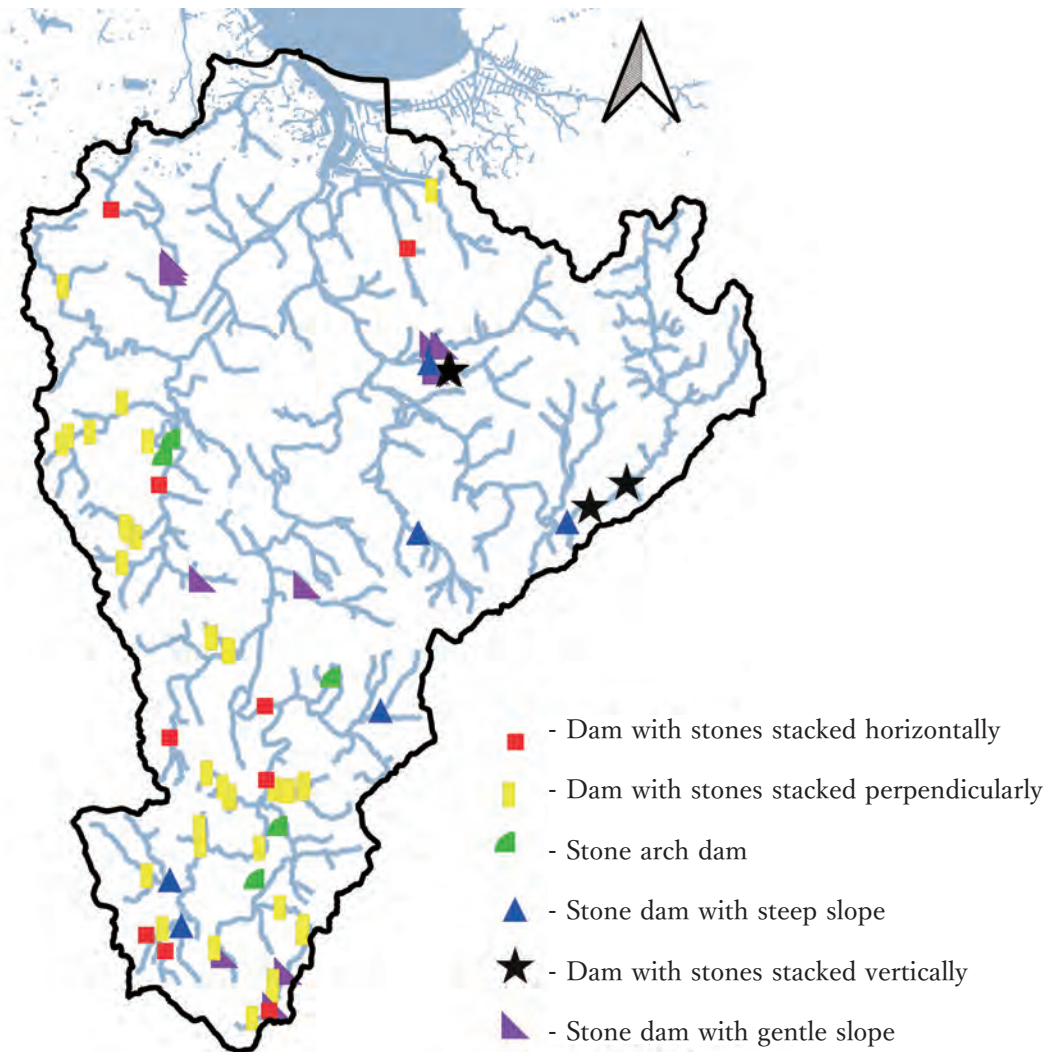 - Dam with stones stacked horizontally
- Dam with stones stacked perpendicularly
- Stone arch dam
- Stone dam with steep slope
- Dam with stones stacked vertically
- Stone dam with gentle slope